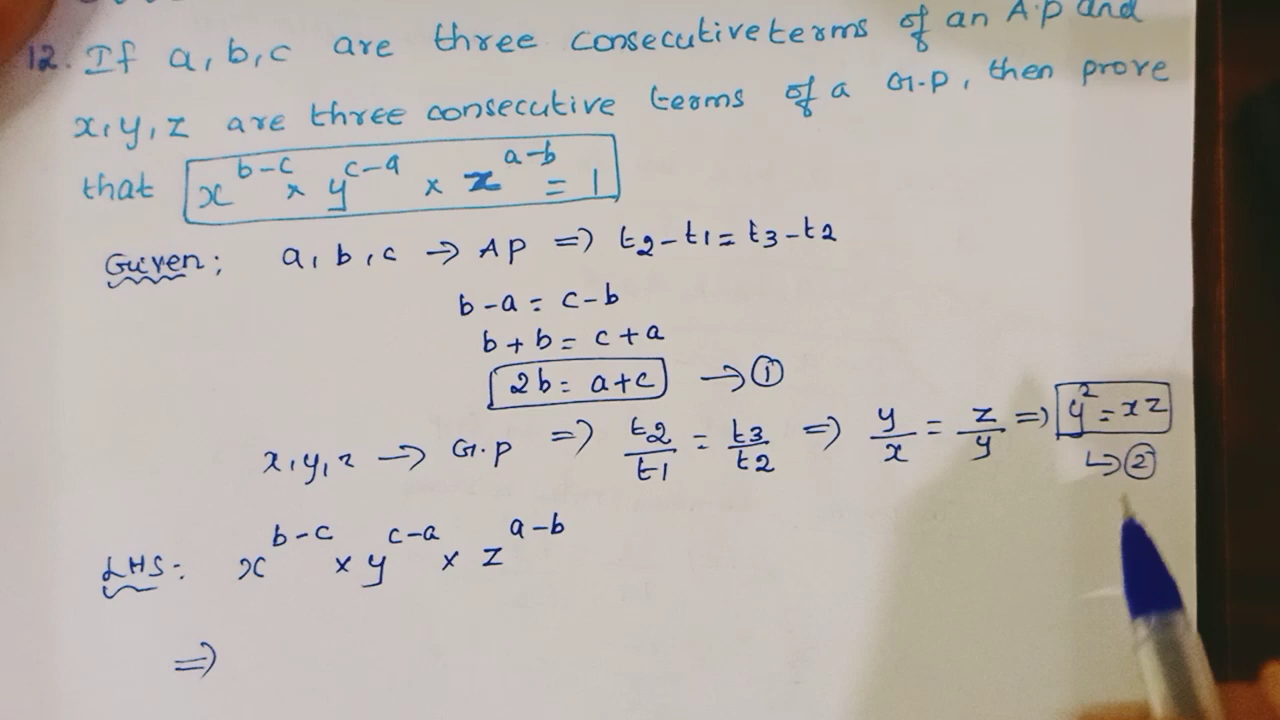 12. If a, b, c are three consecutive terms of an A.P and
x, y, z are three consecutive terms of a G.P, then prove
that x^(b-c) × y^(c-a) × z^(a-b) = 1
Given: a, b, c → AP ⇒ t2 - t1 = t3 - t2
b - a = c - b
b + b = c + a
2b = a + c → ①
x, y, z → G.P ⇒ t2/t1 = t3/t2 ⇒ y/x = z/y ⇒ y² = xz
↳ ②
LHS: x^(b-c) × y^(c-a) × z^(a-b)
⇒